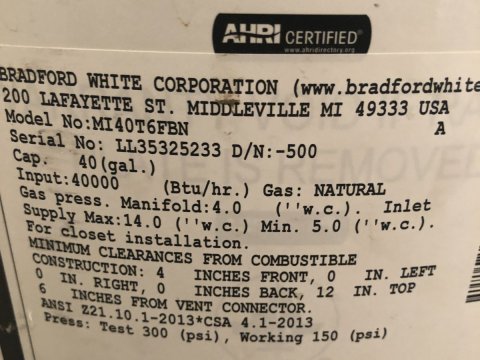 AHRI CERTIFIED®
www.ahridirectory.org
BRADFORD WHITE CORPORATION (www.bradfordwhite
200 LAFAYETTE ST. MIDDLEVILLE MI 49333 USA
Model No:MI40T6FBN A
Serial No: LL35325233 D/N:-500
Cap. 40(gal.)
Input:40000 (Btu/hr.) Gas: NATURAL
Gas press. Manifold:4.0 (''w.c.). Inlet
Supply Max:14.0 (''w.c.) Min. 5.0 (''w.c.).
For closet installation.
MINIMUM CLEARANCES FROM COMBUSTIBLE
CONSTRUCTION: 4 INCHES FRONT, 0 IN. LEFT
0 IN. RIGHT, 0 INCHES BACK, 12 IN. TOP
6 INCHES FROM VENT CONNECTOR.
ANSI Z21.10.1-2013*CSA 4.1-2013
Press: Test 300 (psi), Working 150 (psi)